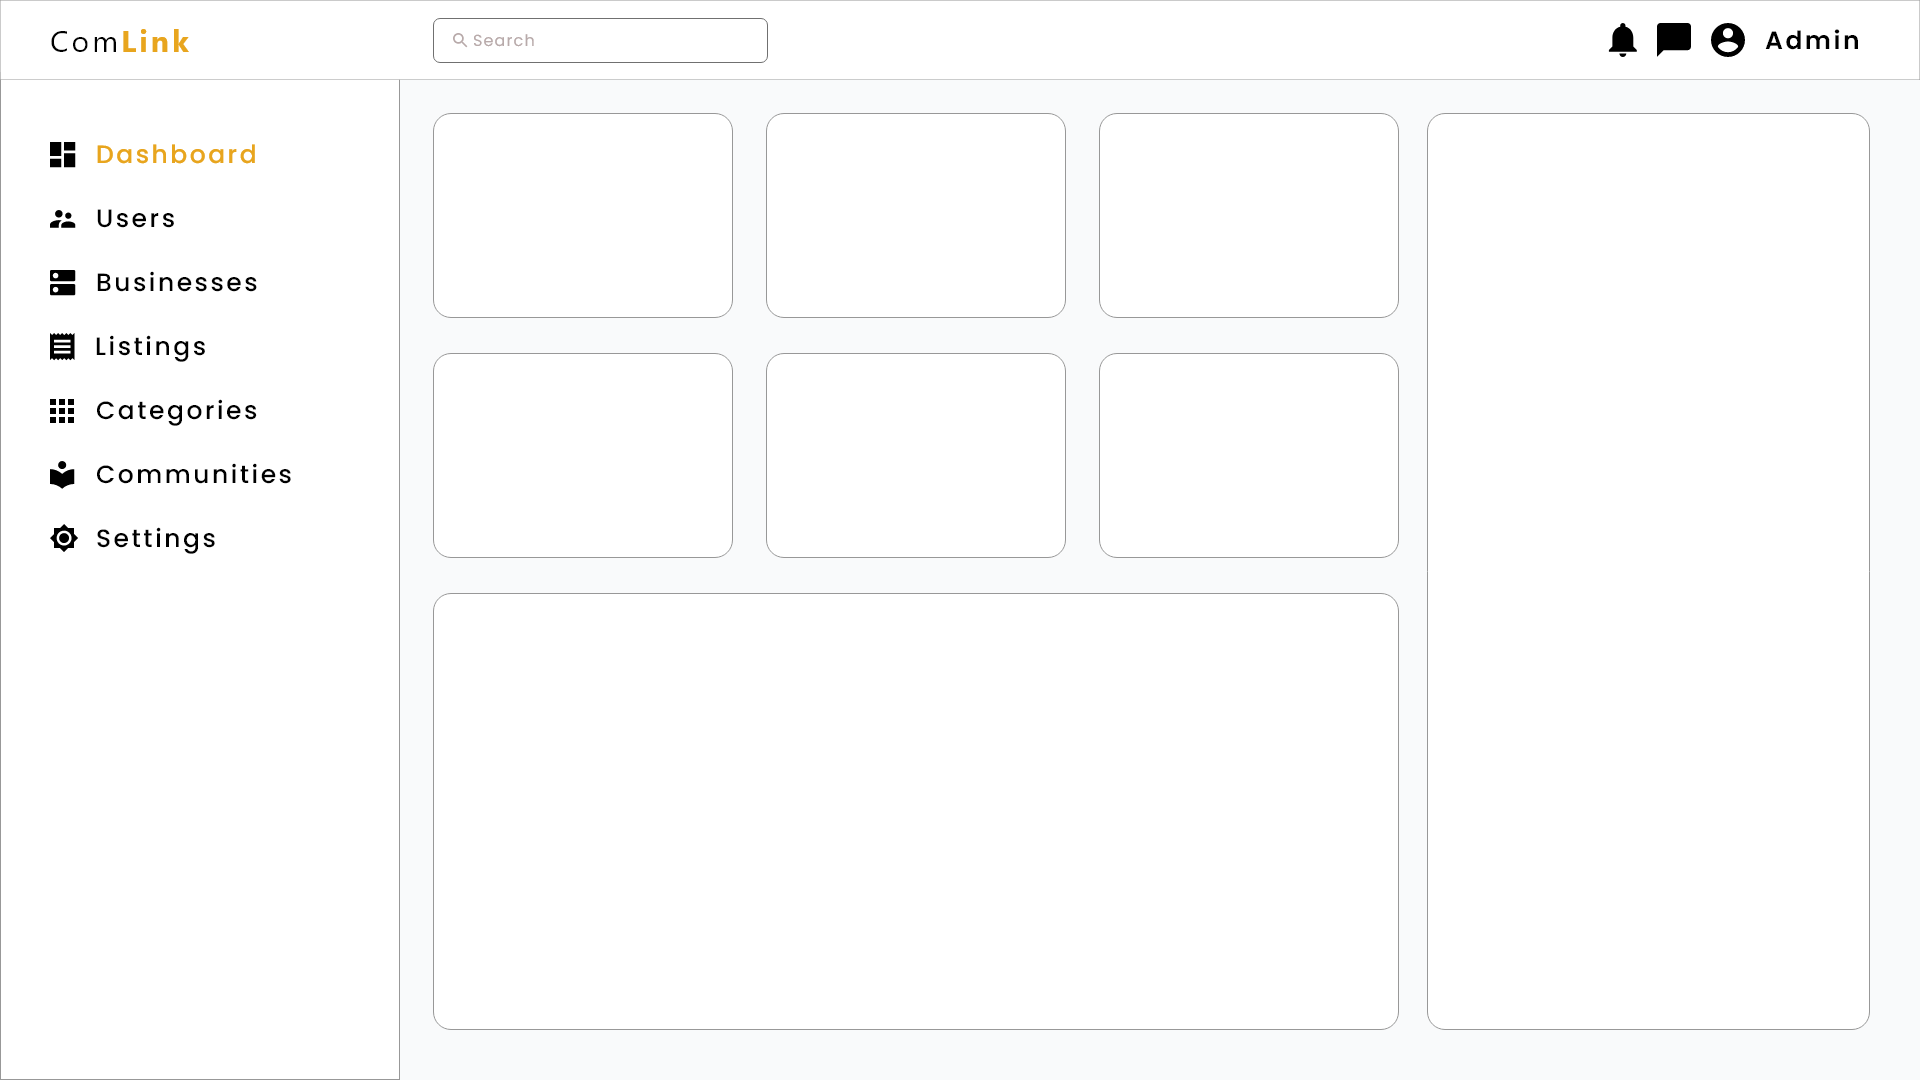 ComLink
Search
Admin
Dashboard
Users
Businesses
Listings
Categories
Communities
Settings